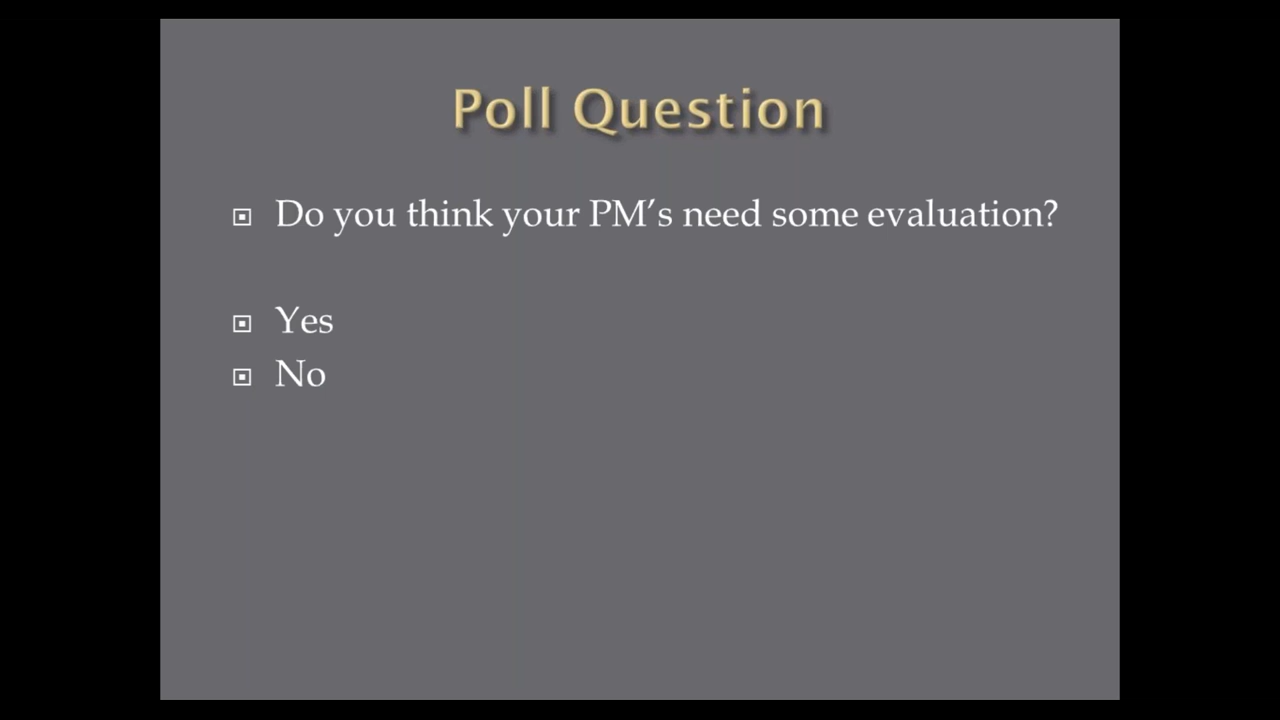 Poll Question
Do you think your PM’s need some evaluation?
Yes
No